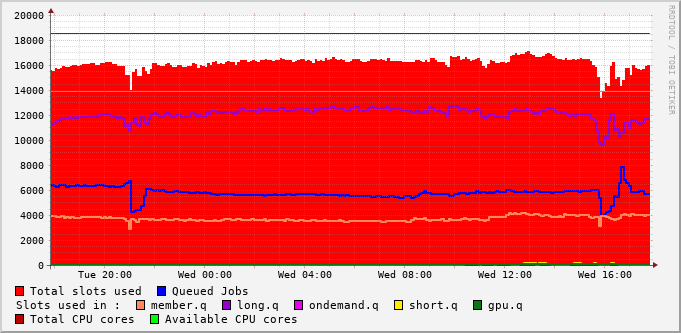 20000
18000
16000
14000
12000
10000
8000
6000
4000
2000
0
Tue 20:00 Wed 00:00 Wed 04:00 Wed 08:00 Wed 12:00 Wed 16:00
RRDTOOL / TOBI OETIKER
Total slots used Queued Jobs
Slots used in : member.q long.q ondemand.q short.q gpu.q
Total CPU cores Available CPU cores